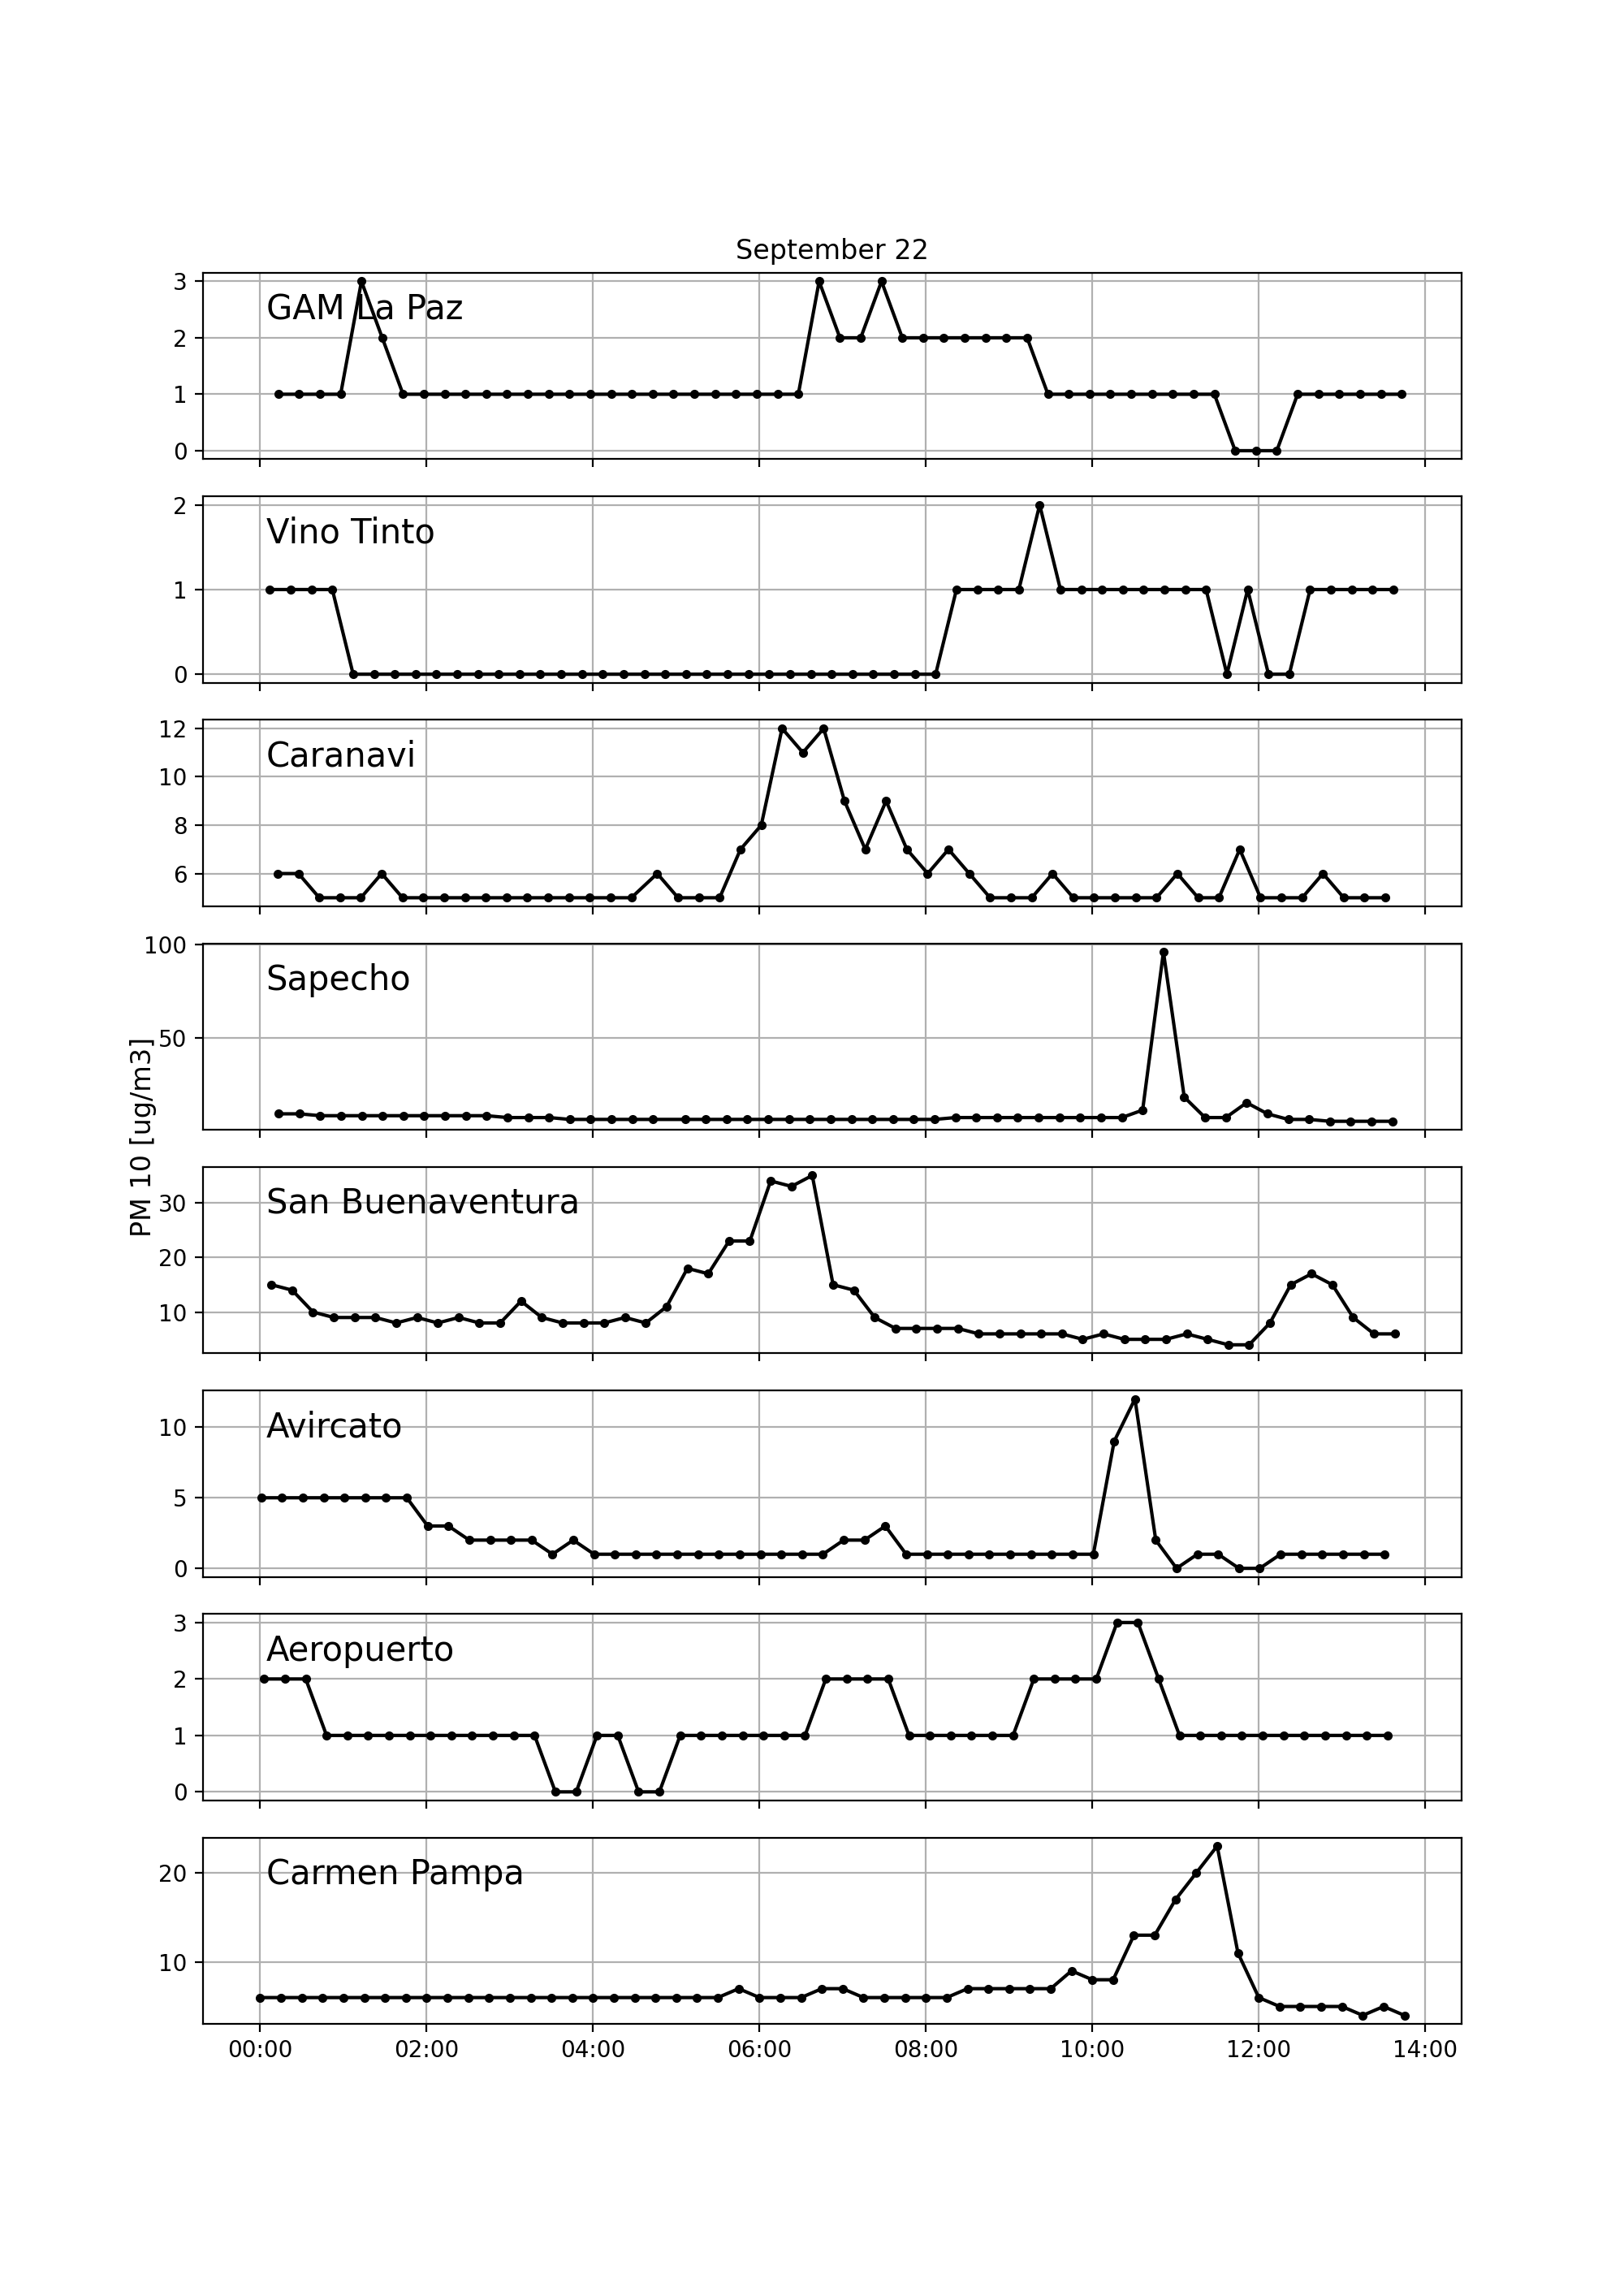 September 22
3
2
1
0
GAM La Paz
2
1
0
Vino Tinto
12
10
8
6
Caranavi
100
50
Sapecho
PM 10 [ug/m3]
30
20
10
San Buenaventura
10
5
0
Avircato
3
2
1
0
Aeropuerto
20
10
Carmen Pampa
00:00 02:00 04:00 06:00 08:00 10:00 12:00 14:00